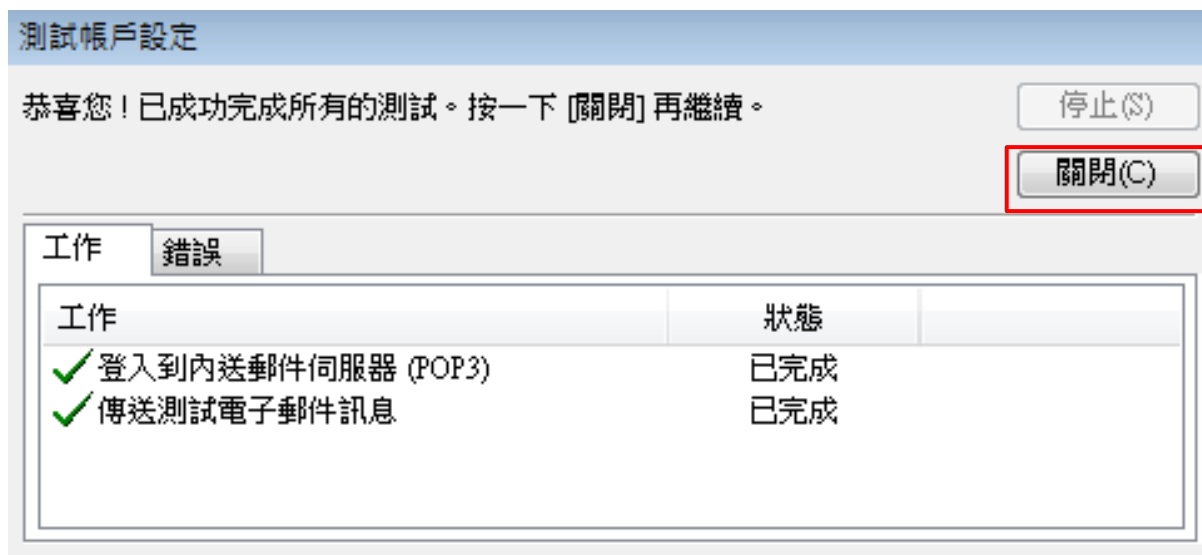 測試帳戶設定
恭喜您！已成功完成所有的測試。按一下 [關閉] 再繼續。
停止(S)
關閉(C)
工作 錯誤
工作 狀態
登入到內送郵件伺服器 (POP3) 已完成
傳送測試電子郵件訊息 已完成